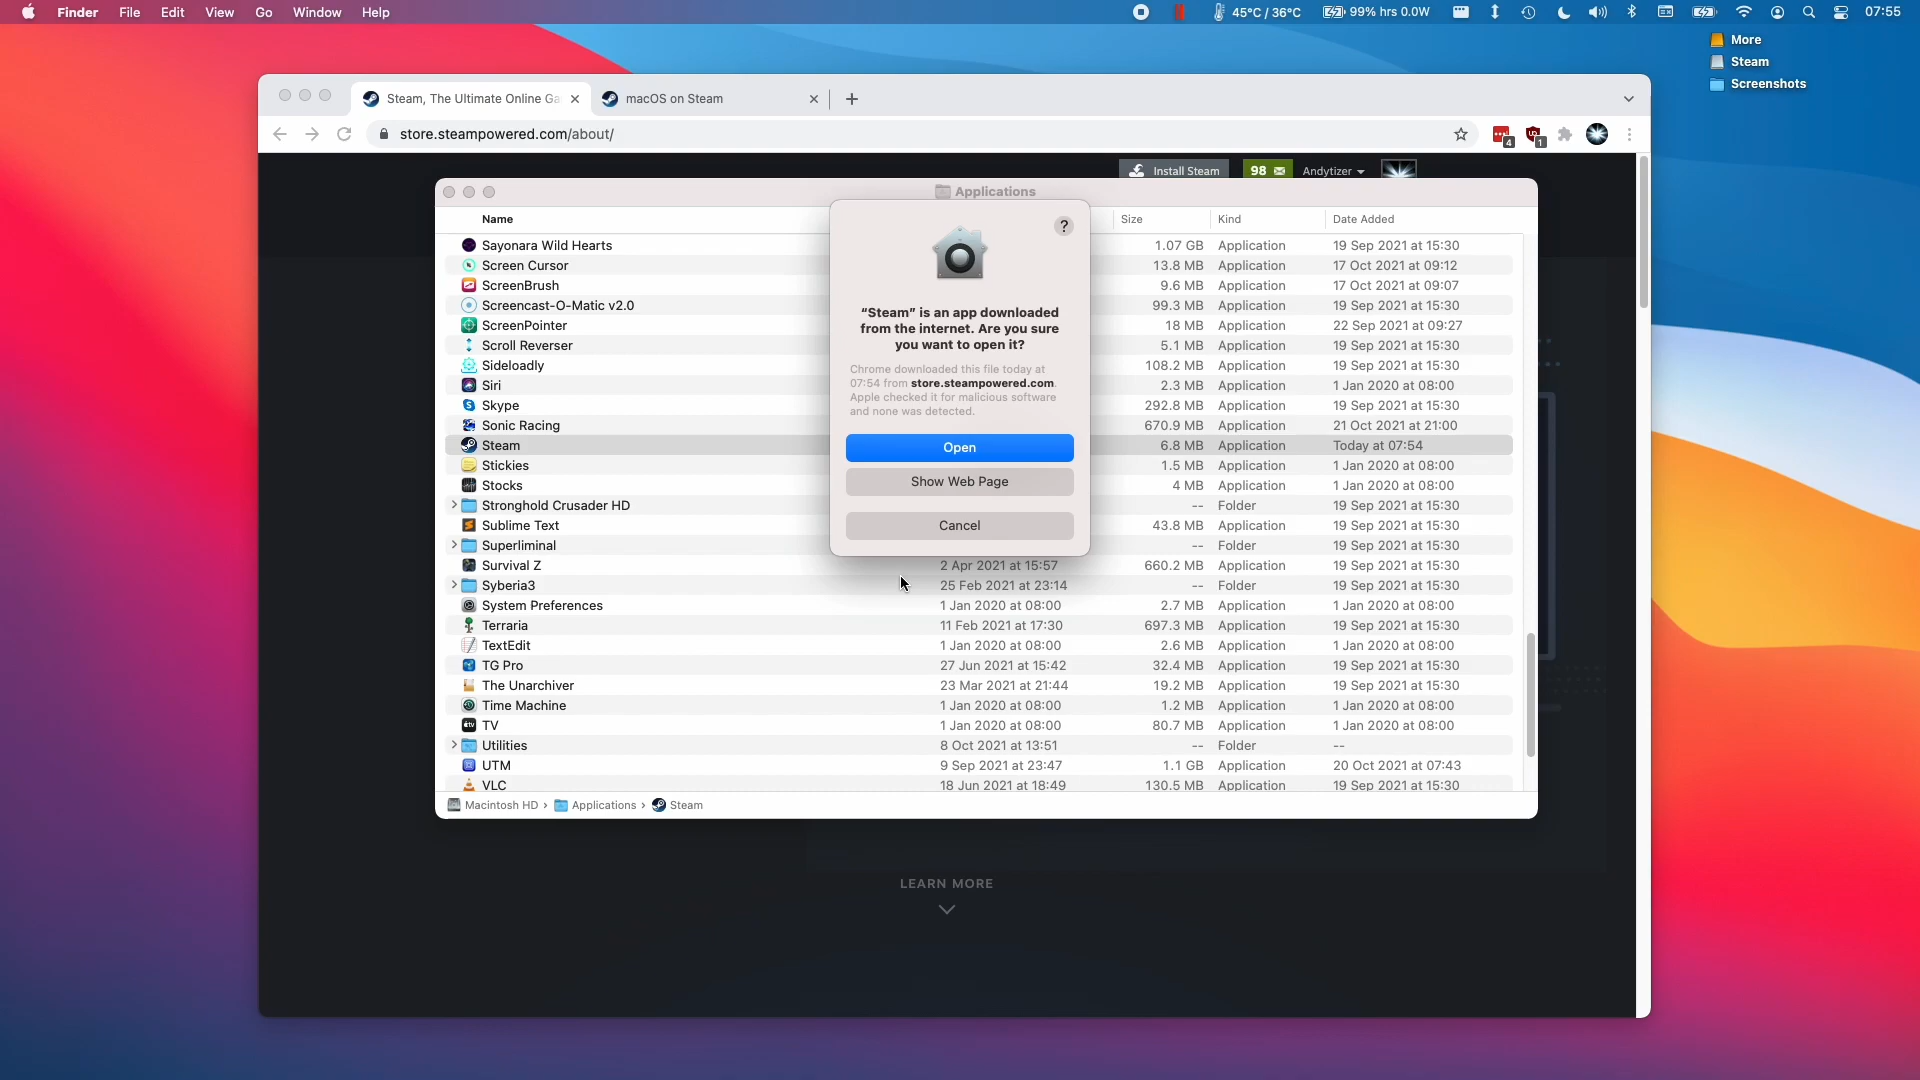 Finder File Edit View Go Window Help 45°C / 36°C 99% hrs 0.0W 07:55
More
Steam
Screenshots
Steam, The Ultimate Online Ga macOS on Steam
store.steampowered.com/about/ 4 1
Install Steam 98 Andytizer
Applications
Name Size Kind Date Added
Sayonara Wild Hearts 1.07 GB Application 19 Sep 2021 at 15:30
Screen Cursor 13.8 MB Application 17 Oct 2021 at 09:12
ScreenBrush 9.6 MB Application 17 Oct 2021 at 09:07
Screencast-O-Matic v2.0 99.3 MB Application 19 Sep 2021 at 15:30
ScreenPointer 18 MB Application 22 Sep 2021 at 09:27
Scroll Reverser 5.1 MB Application 19 Sep 2021 at 15:30
Sideloadly 108.2 MB Application 19 Sep 2021 at 15:30
Siri 2.3 MB Application 1 Jan 2020 at 08:00
Skype 292.8 MB Application 19 Sep 2021 at 15:30
Sonic Racing 670.9 MB Application 21 Oct 2021 at 21:00
Steam 6.8 MB Application Today at 07:54
Stickies 1.5 MB Application 1 Jan 2020 at 08:00
Stocks 4 MB Application 1 Jan 2020 at 08:00
Stronghold Crusader HD -- Folder 19 Sep 2021 at 15:30
Sublime Text 43.8 MB Application 19 Sep 2021 at 15:30
Superliminal -- Folder 19 Sep 2021 at 15:30
Survival Z 2 Apr 2021 at 15:57 660.2 MB Application 19 Sep 2021 at 15:30
Syberia3 25 Feb 2021 at 23:14 -- Folder 19 Sep 2021 at 15:30
System Preferences 1 Jan 2020 at 08:00 2.7 MB Application 1 Jan 2020 at 08:00
Terraria 11 Feb 2021 at 17:30 697.3 MB Application 19 Sep 2021 at 15:30
TextEdit 1 Jan 2020 at 08:00 2.6 MB Application 1 Jan 2020 at 08:00
TG Pro 27 Jun 2021 at 15:42 32.4 MB Application 19 Sep 2021 at 15:30
The Unarchiver 23 Mar 2021 at 21:44 19.2 MB Application 19 Sep 2021 at 15:30
Time Machine 1 Jan 2020 at 08:00 1.2 MB Application 1 Jan 2020 at 08:00
TV 1 Jan 2020 at 08:00 80.7 MB Application 1 Jan 2020 at 08:00
Utilities 8 Oct 2021 at 13:51 -- Folder --
UTM 9 Sep 2021 at 23:47 1.1 GB Application 20 Oct 2021 at 07:43
VLC 18 Jun 2021 at 18:49 130.5 MB Application 19 Sep 2021 at 15:30
Macintosh HD › Applications › Steam
?
“Steam” is an app downloaded
from the internet. Are you sure
you want to open it?
Chrome downloaded this file today at
07:54 from store.steampowered.com.
Apple checked it for malicious software
and none was detected.
Open
Show Web Page
Cancel
LEARN MORE